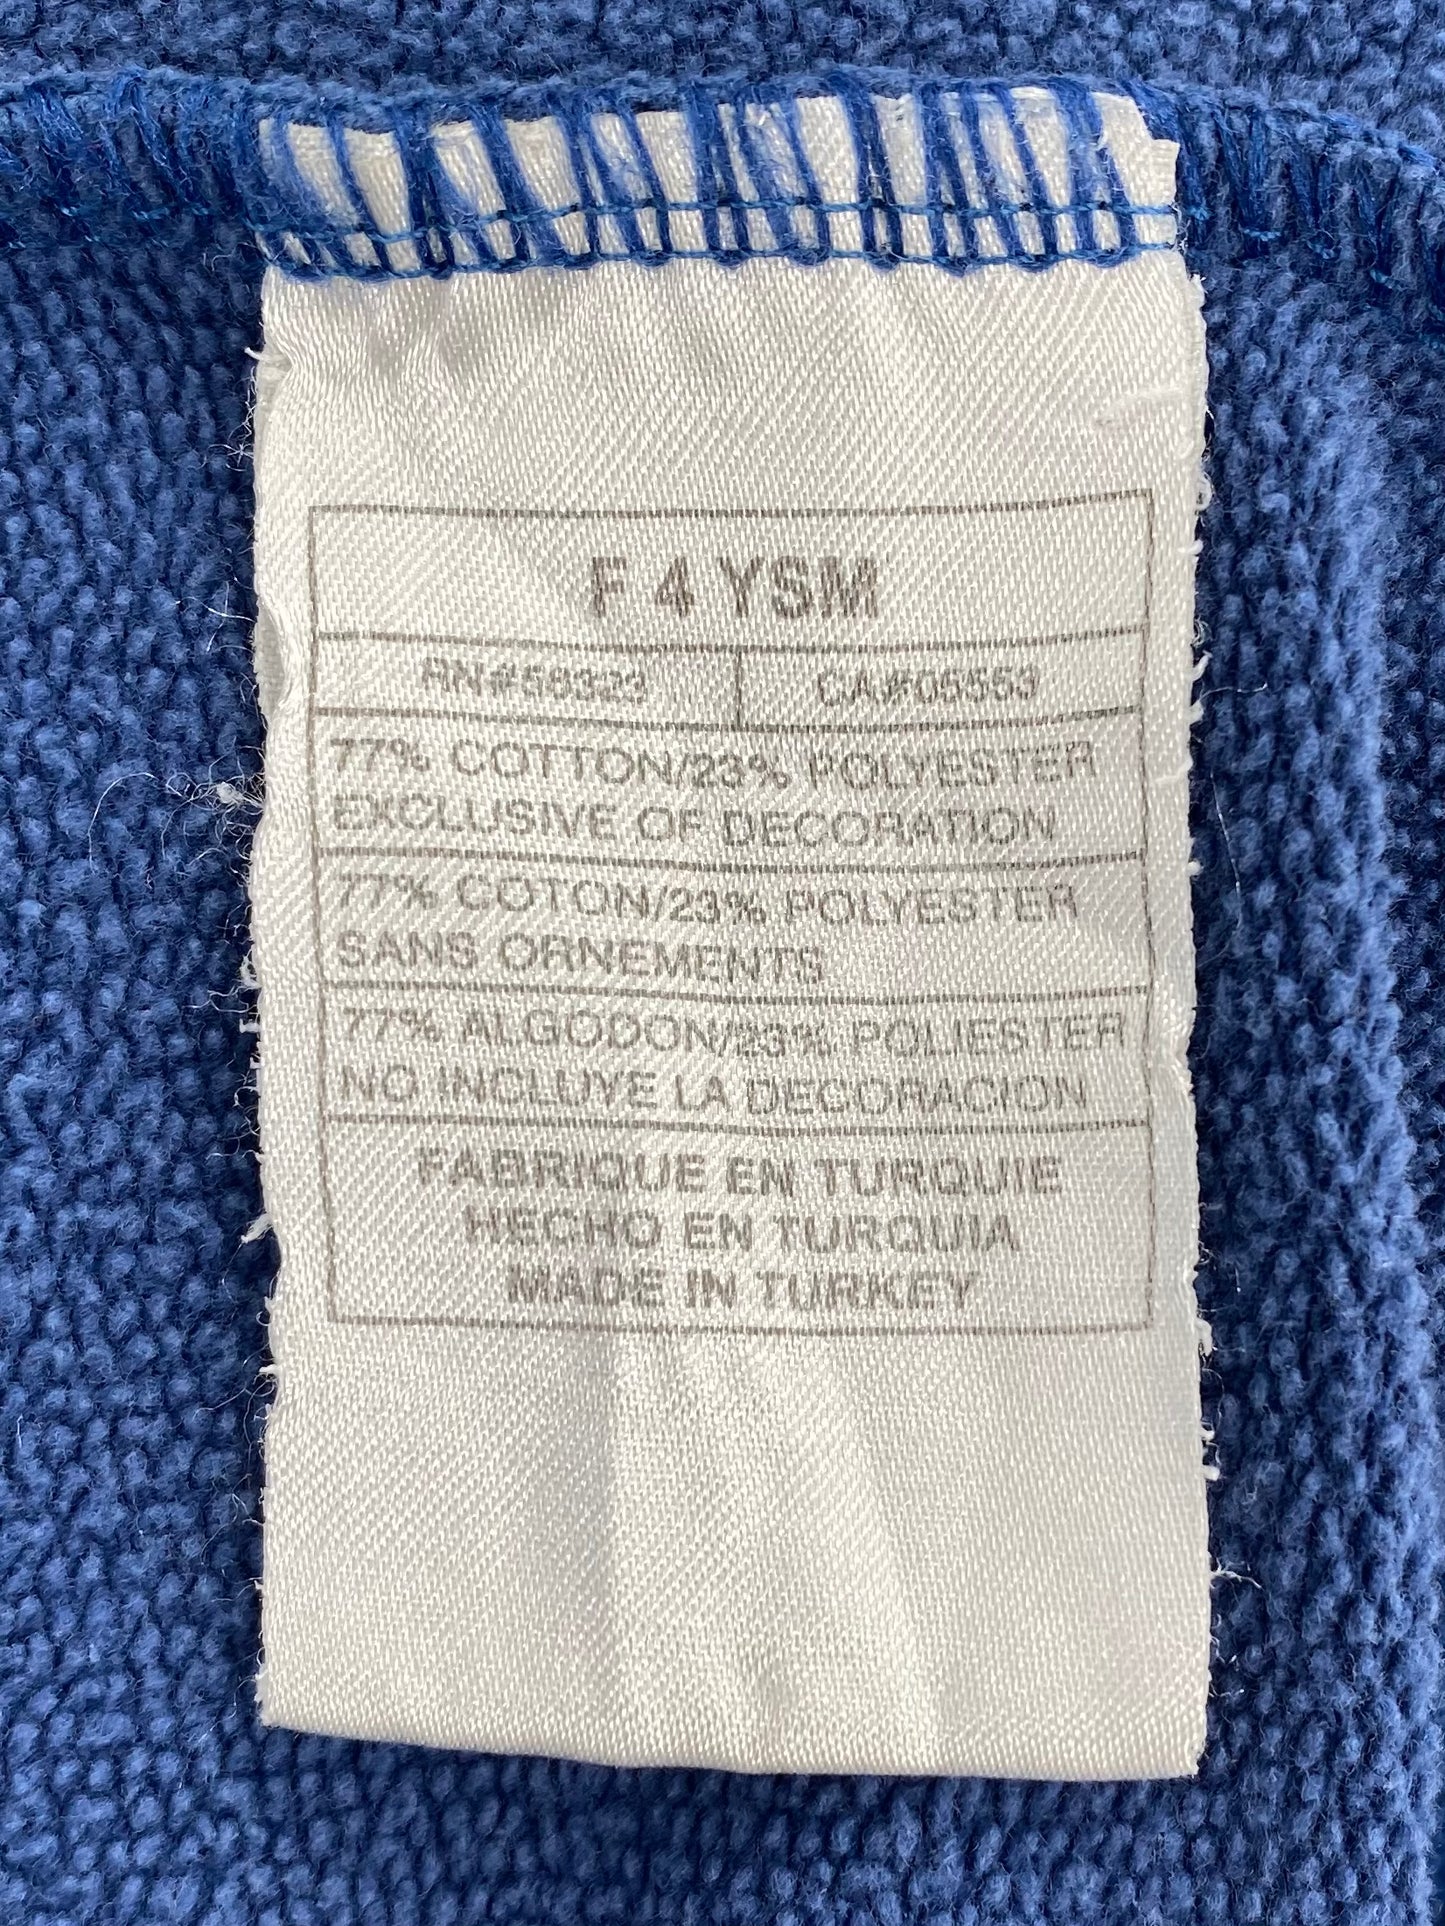 F 4 YSM
RN#58323 CA#05553
77% COTTON/23% POLYESTER
EXCLUSIVE OF DECORATION
77% COTON/23% POLYESTER
SANS ORNEMENTS
77% ALGODON/23% POLIESTER
NO INCLUYE LA DECORACION
FABRIQUE EN TURQUIE
HECHO EN TURQUIA
MADE IN TURKEY